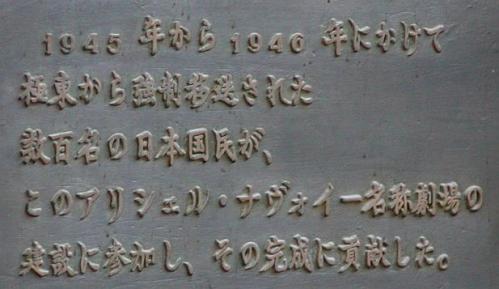 1945 年から 1946 年にかけて
極東から強制移送された
数百名の日本国民が、
このアリシェル・ナヴォイー名称劇場の
建設に参加し、その完成に貢献した。